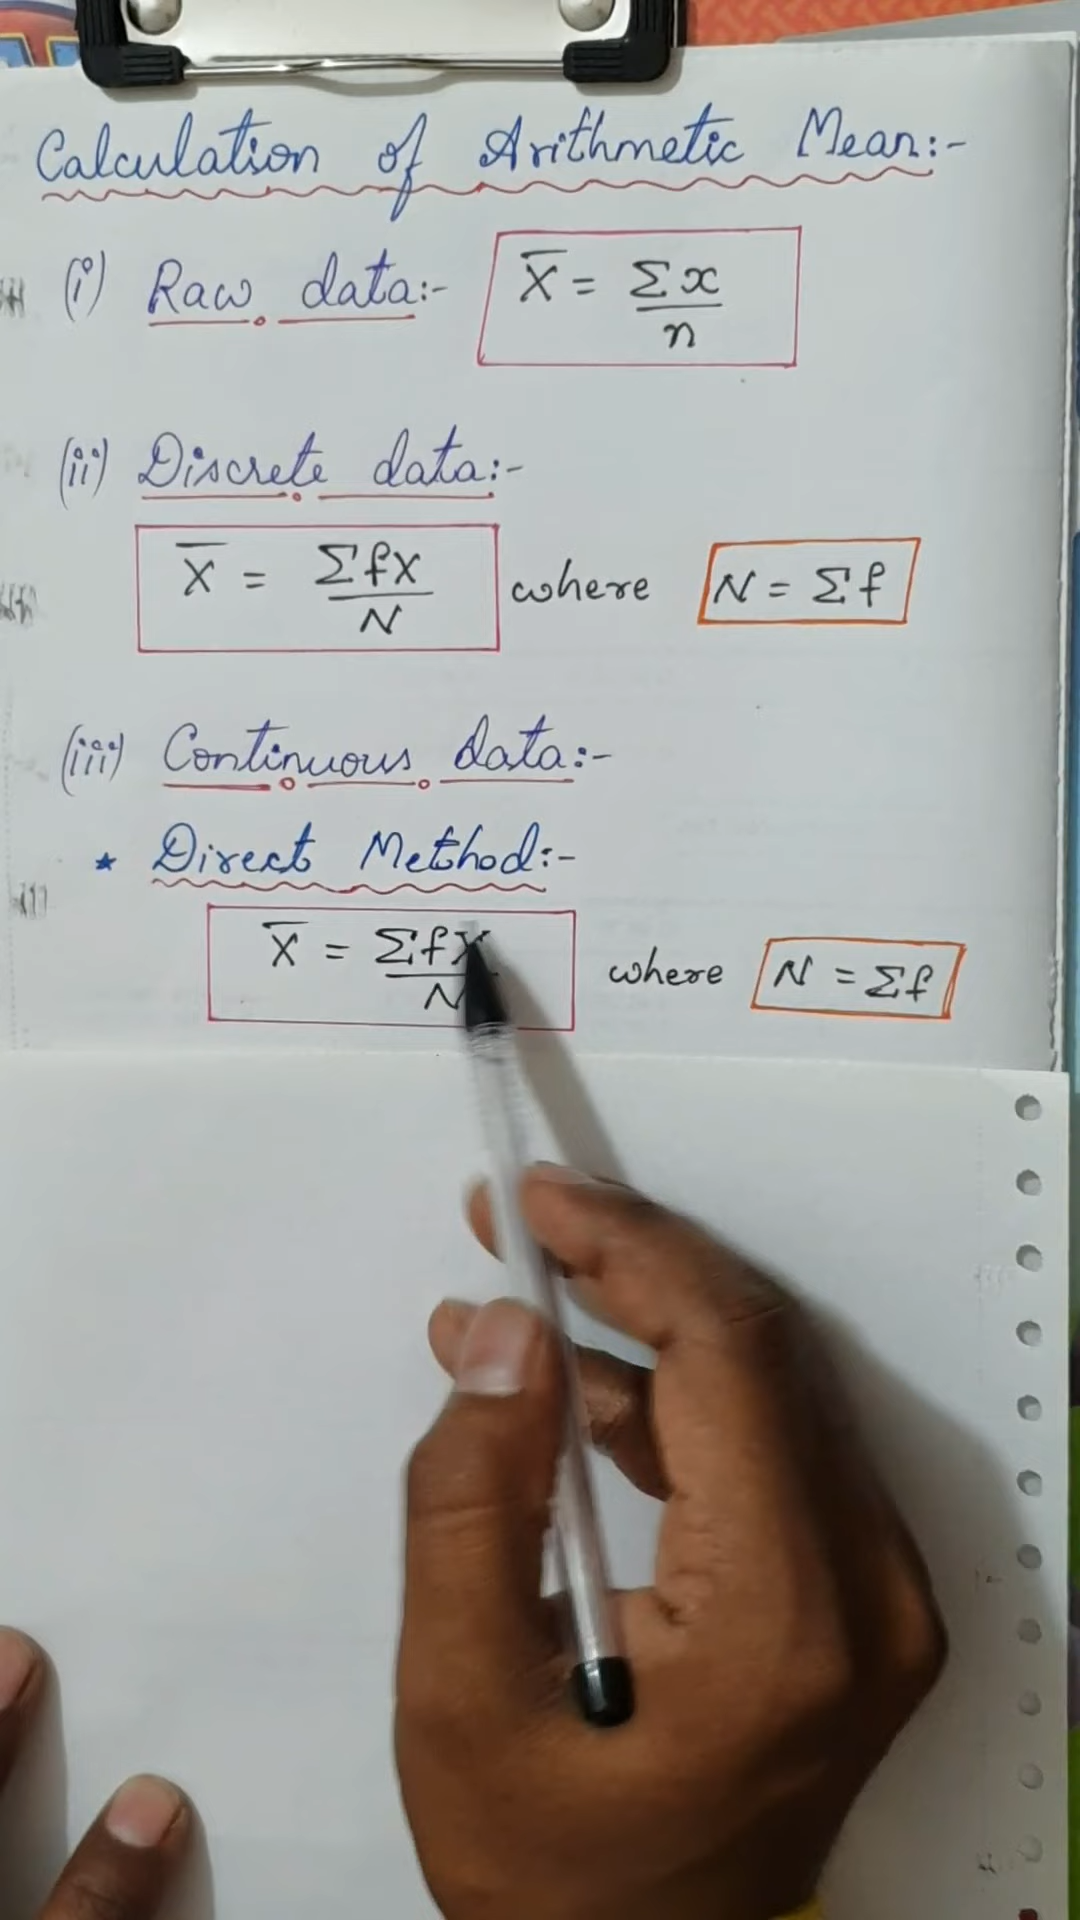 Calculation of Arithmetic Mean:-
(i) Raw data:- X̅ = Σx / n
(ii) Discrete data:-
X̅ = ΣfX / N where N = Σf
(iii) Continuous data:-
* Direct Method:-
X̅ = ΣfX / N where N = Σf